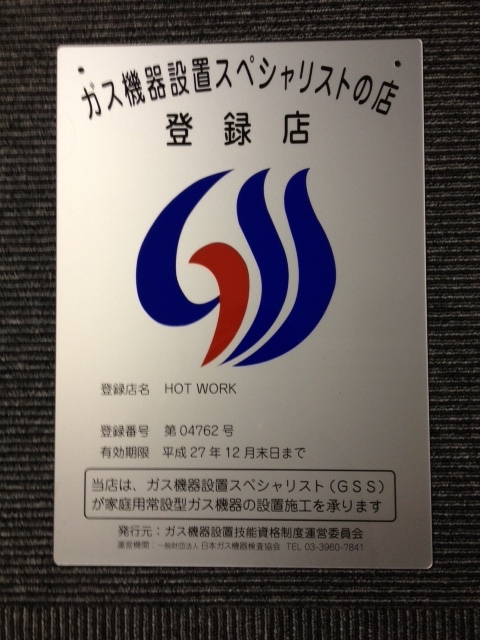 ガス機器設置スペシャリストの店
登録店
登録店名 HOT WORK
登録番号 第04762号
有効期限 平成27年12月末日まで
当店は、ガス機器設置スペシャリスト(GSS)
が家庭用常設型ガス機器の設置施工を承ります
発行元：ガス機器設置技能資格制度運営委員会
運営機関：一般財団法人 日本ガス機器検査協会 TEL 03-3960-7841